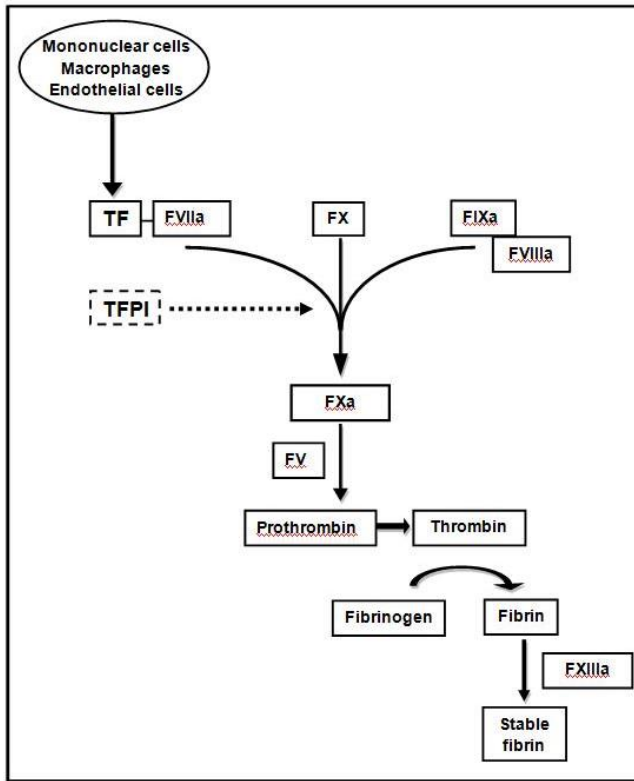 Mononuclear cells
Macrophages
Endothelial cells
TF
FVIIa
FX
FIXa
FVIIIa
TFPI
FXa
FV
Prothrombin
Thrombin
Fibrinogen
Fibrin
FXIIIa
Stable
fibrin